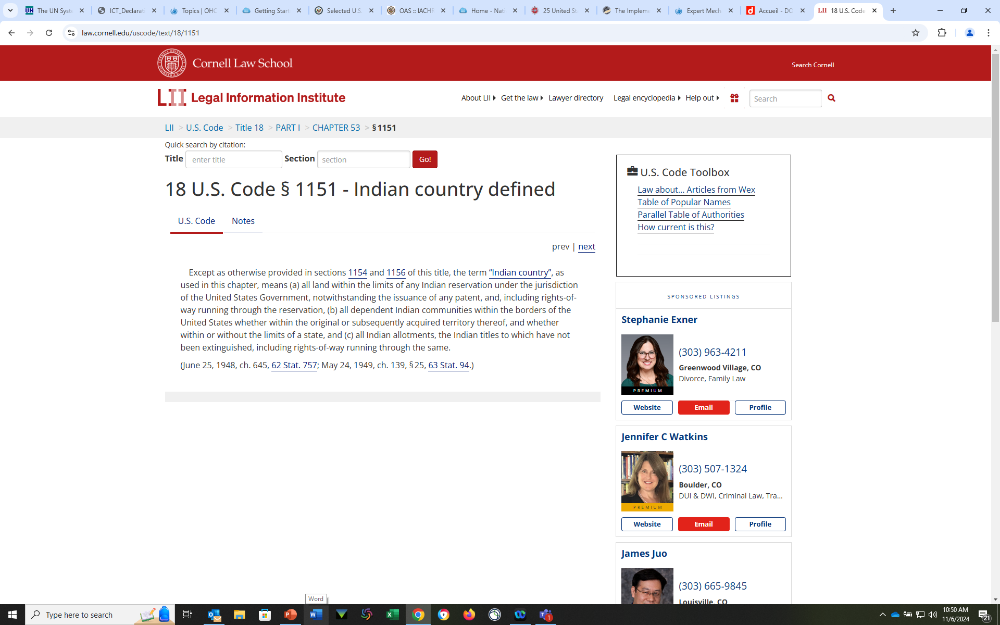 The UN Syste
ICT_Declarati
Topics | OHC
Getting Start
Selected U.S.
OAS :: IACHR
Home - Nati
25 United St
The Impleme
Expert Mech
Accueil - DO
LII 18 U.S. Code
law.cornell.edu/uscode/text/18/1151
Cornell Law School
Search Cornell
LII Legal Information Institute
About LII Get the law Lawyer directory Legal encyclopedia Help out Search
LII > U.S. Code > Title 18 > PART I > CHAPTER 53 > § 1151
Quick search by citation:
Title enter title Section section Go!
18 U.S. Code § 1151 - Indian country defined
U.S. Code Notes
prev | next
Except as otherwise provided in sections 1154 and 1156 of this title, the term “Indian country”, as
used in this chapter, means (a) all land within the limits of any Indian reservation under the jurisdiction
of the United States Government, notwithstanding the issuance of any patent, and, including rights-of-
way running through the reservation, (b) all dependent Indian communities within the borders of the
United States whether within the original or subsequently acquired territory thereof, and whether
within or without the limits of a state, and (c) all Indian allotments, the Indian titles to which have not
been extinguished, including rights-of-way running through the same.
(June 25, 1948, ch. 645, 62 Stat. 757; May 24, 1949, ch. 139, § 25, 63 Stat. 94.)
U.S. Code Toolbox
Law about... Articles from Wex
Table of Popular Names
Parallel Table of Authorities
How current is this?
SPONSORED LISTINGS
Stephanie Exner
(303) 963-4211
Greenwood Village, CO
Divorce, Family Law
PREMIUM
Website Email Profile
Jennifer C Watkins
(303) 507-1324
Boulder, CO
DUI & DWI, Criminal Law, Tra...
PREMIUM
Website Email Profile
James Juo
(303) 665-9845
Louisville, CO
Word
Type here to search
10:50 AM
11/6/2024
21